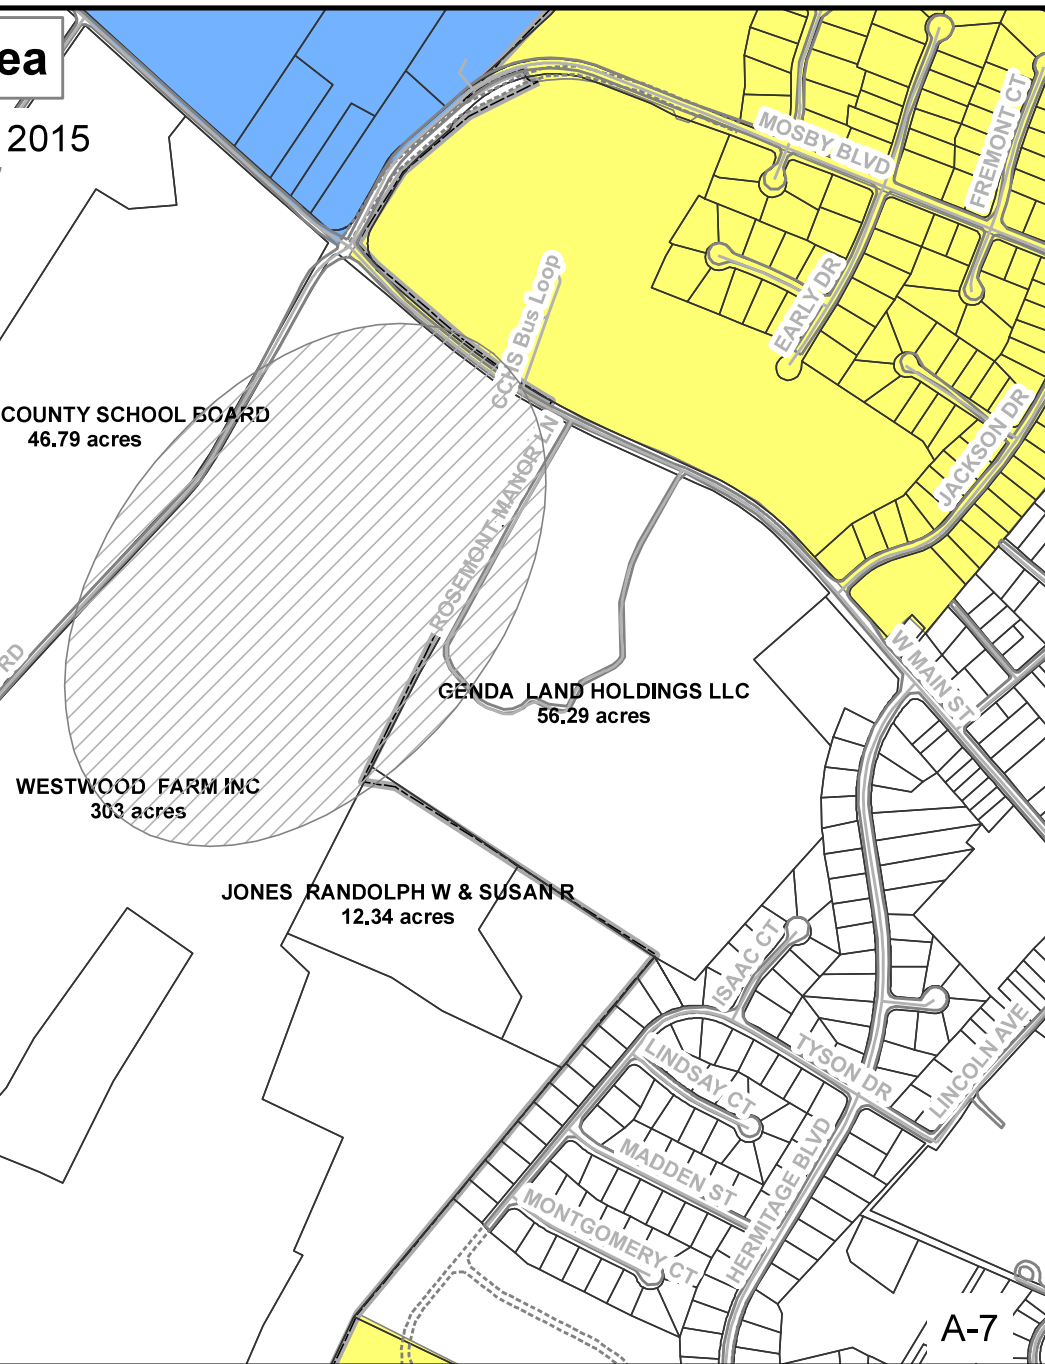 ea
2015
MOSBY BLVD
FREMONT CT
EARLY DR
CCHS Bus Loop
JACKSON DR
COUNTY SCHOOL BOARD
46.79 acres
ROSEMONT MANOR LN
RD
W MAIN ST
GENDA LAND HOLDINGS LLC
56.29 acres
WESTWOOD FARM INC
303 acres
JONES RANDOLPH W & SUSAN R
12.34 acres
ISAAC CT
LINDSAY CT
TYSON DR
LINCOLN AVE
MADDEN ST
HERMITAGE BLVD
MONTGOMERY CT
A-7